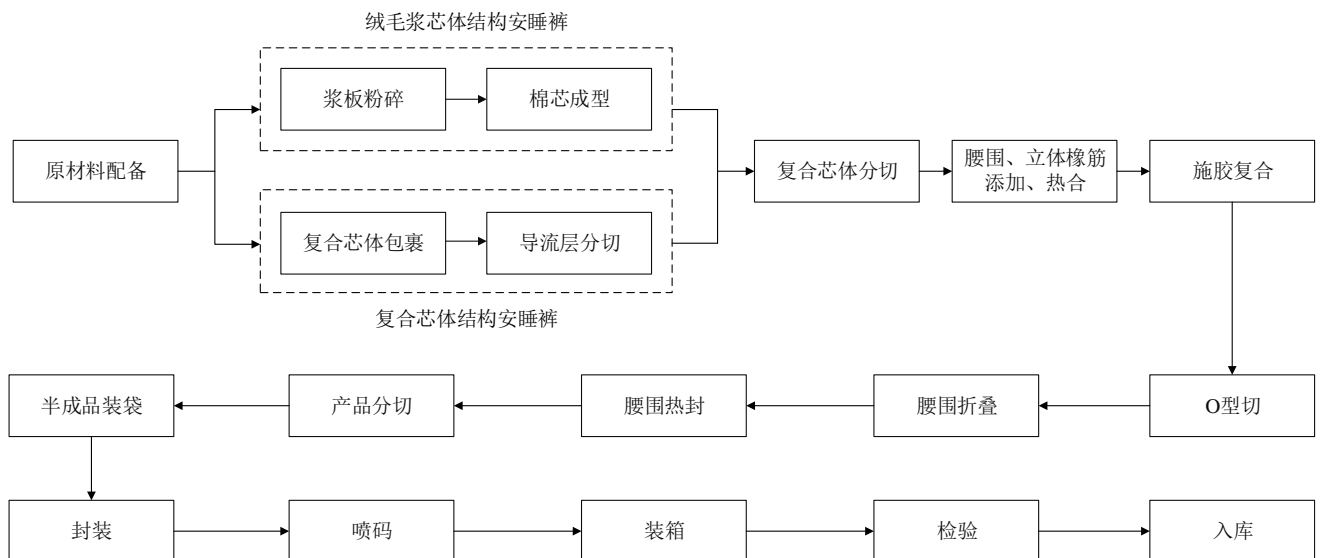 绒毛浆芯体结构安睡裤
浆板粉碎
棉芯成型
原材料配备
复合芯体分切
腰围、立体橡筋
添加、热合
施胶复合
复合芯体包裹
导流层分切
复合芯体结构安睡裤
半成品装袋
产品分切
腰围热封
腰围折叠
O型切
封装
喷码
装箱
检验
入库